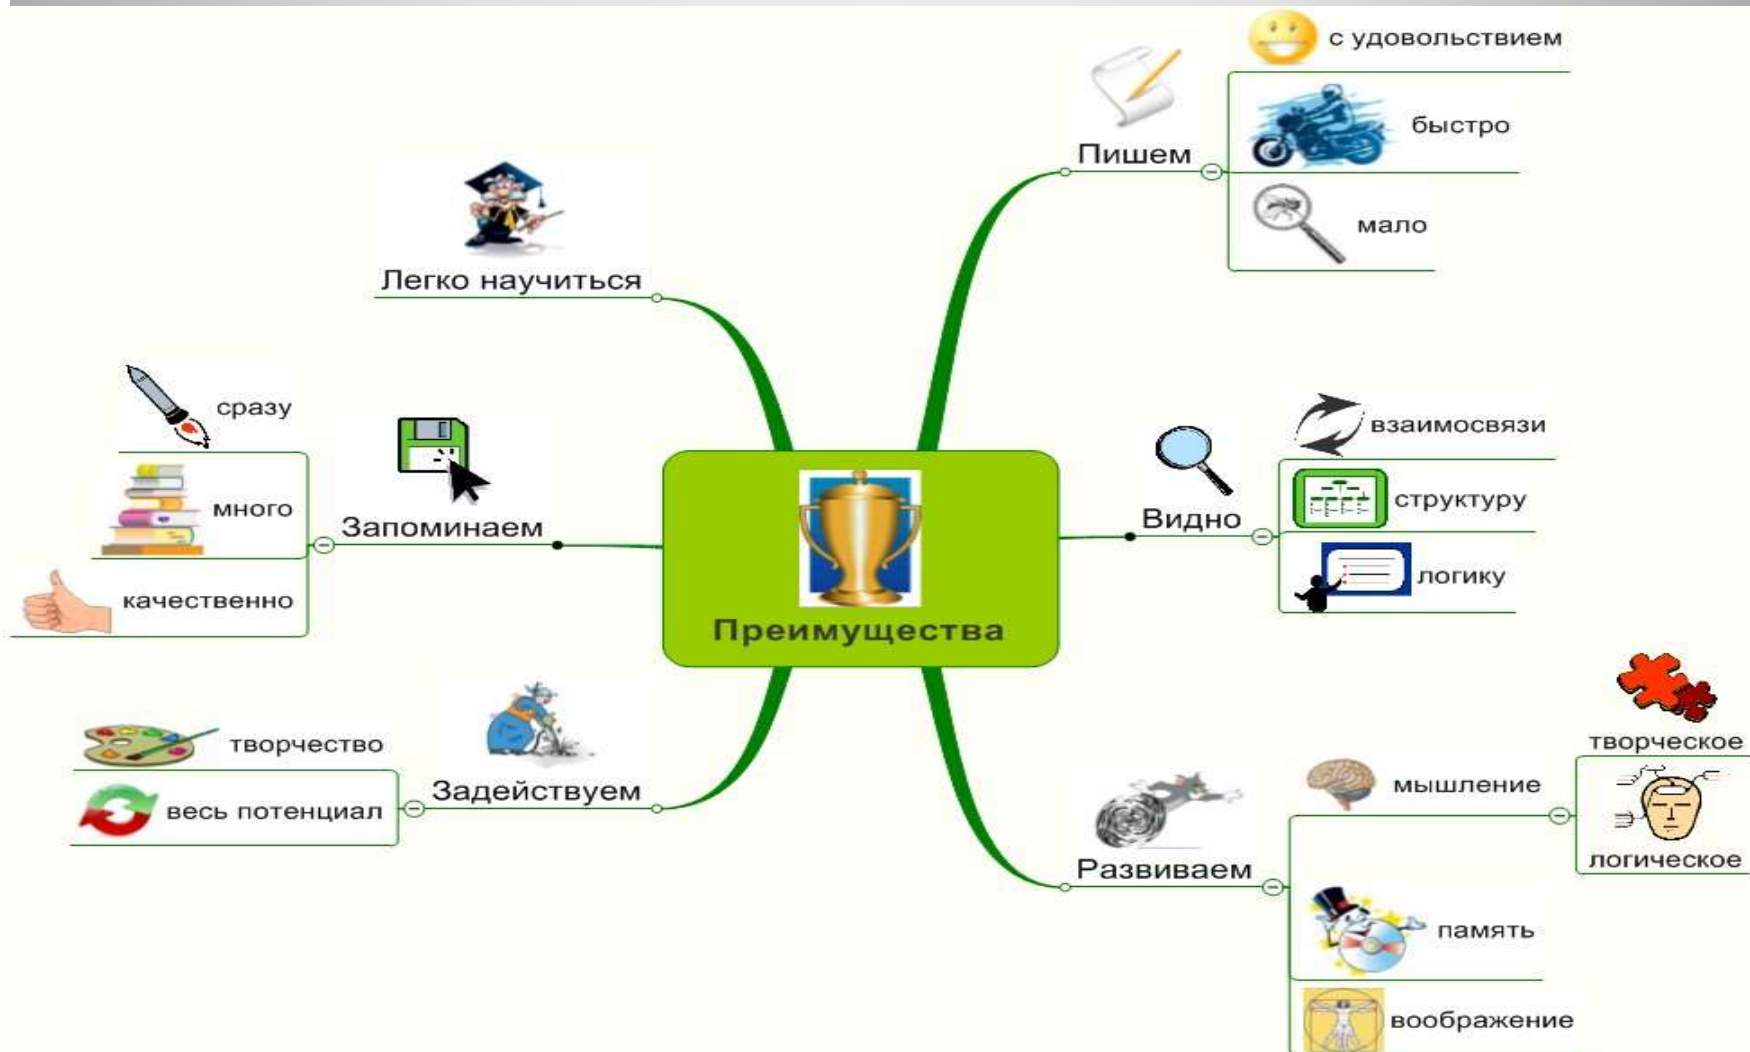 Преимущества
Пишем
с удовольствием
быстро
мало
Видно
взаимосвязи
структуру
логику
Развиваем
мышление
творческое
логическое
память
воображение
Задействуем
творчество
весь потенциал
Запоминаем
сразу
много
качественно
Легко научиться